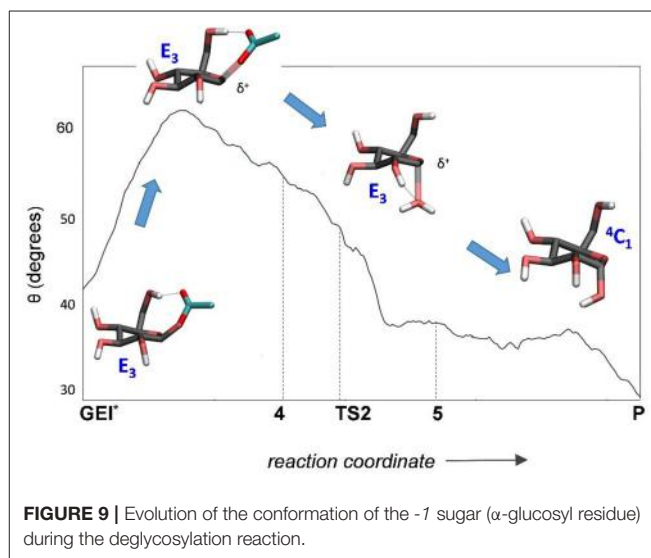 E3
δ+
60
50
40
30
θ (degrees)
E3
δ+
E3
4C1
GEI* 4 TS2 5 P
reaction coordinate
FIGURE 9 | Evolution of the conformation of the -1 sugar (α-glucosyl residue)
during the deglycosylation reaction.